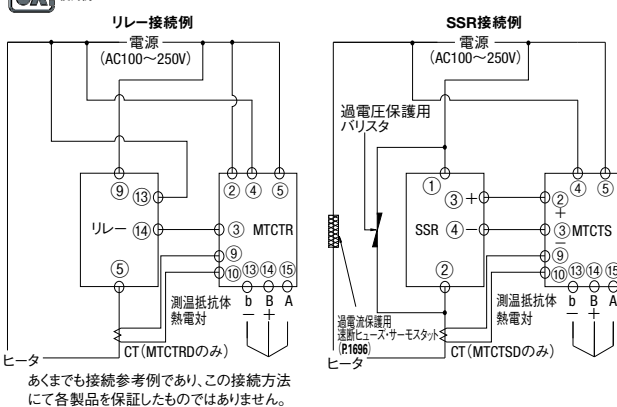 リレー接続例
電源
(AC100～250V)
⑨
⑬
②
④
⑤
リレー
⑭
③
MTCTR
⑨
⑤
⑩
⑬
⑭
⑮
測温抵抗体
熱電対
b
B
A
－
＋
CT(MTCTRDのみ)
ヒータ
あくまでも接続参考例であり、この接続方法
にて各製品を保証したものではありません。
SSR接続例
電源
(AC100～250V)
過電圧保護用
バリスタ
①
④
⑤
③
＋
②
＋
SSR
④
－
③
MTCTS
－
⑨
②
⑩
⑬
⑭
⑮
測温抵抗体
熱電対
b
B
A
－
＋
過電流保護用
速断ヒューズ・サーモスタット
(P.1696)
CT(MTCTSDのみ)
ヒータ